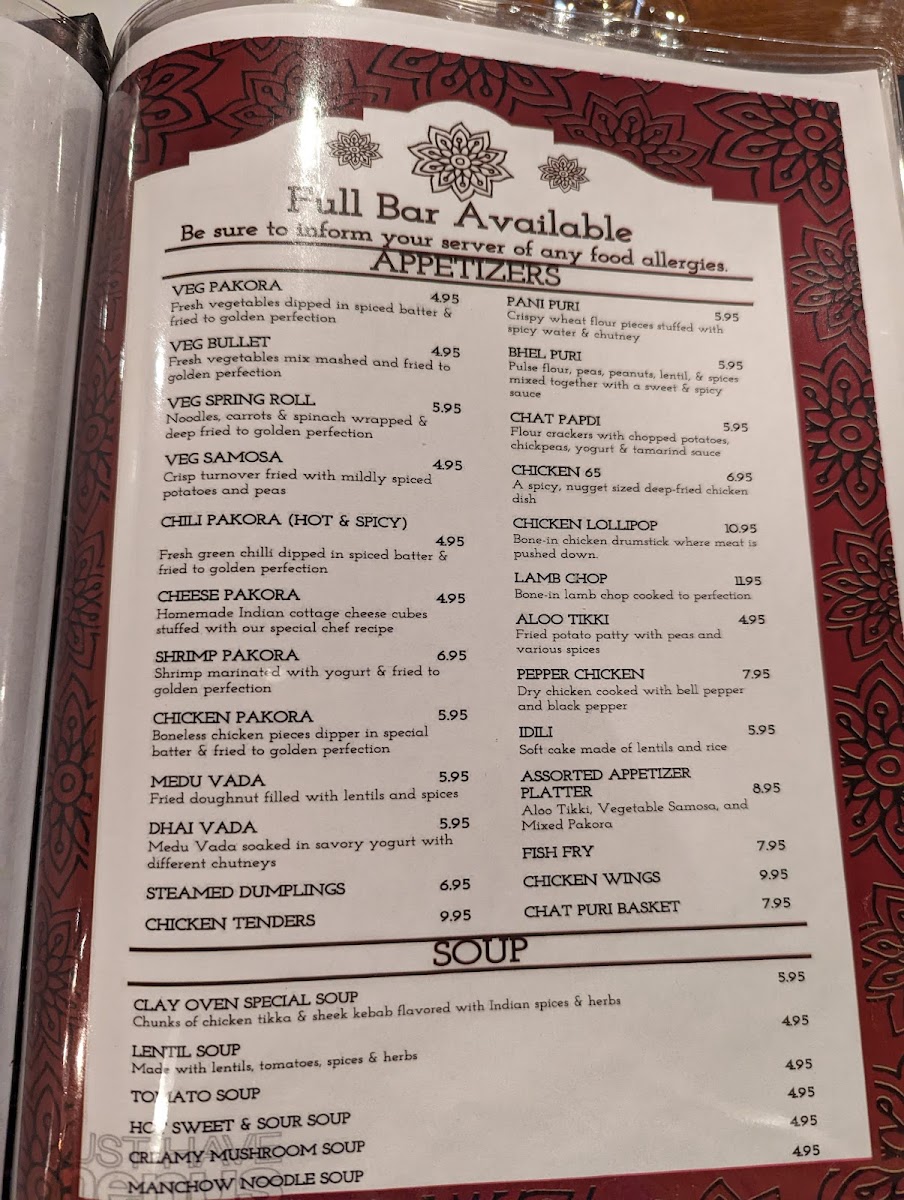 Full Bar Available
Be sure to inform your server of any food allergies.
APPETIZERS
VEG PAKORA 4.95
Fresh vegetables dipped in spiced batter &
fried to golden perfection
VEG BULLET 4.95
Fresh vegetables mix mashed and fried to
golden perfection
VEG SPRING ROLL 5.95
Noodles, carrots & spinach wrapped &
deep fried to golden perfection
VEG SAMOSA 4.95
Crisp turnover fried with mildly spiced
potatoes and peas
CHILI PAKORA (HOT & SPICY)
4.95
Fresh green chilli dipped in spiced batter &
fried to golden perfection
CHEESE PAKORA 4.95
Homemade Indian cottage cheese cubes
stuffed with our special chef recipe
SHRIMP PAKORA 6.95
Shrimp marinated with yogurt & fried to
golden perfection
CHICKEN PAKORA 5.95
Boneless chicken pieces dipper in special
batter & fried to golden perfection
MEDU VADA 5.95
Fried doughnut filled with lentils and spices
DHAI VADA 5.95
Medu Vada soaked in savory yogurt with
different chutneys
STEAMED DUMPLINGS 6.95
CHICKEN TENDERS 9.95
PANI PURI 5.95
Crispy wheat flour pieces stuffed with
spicy water & chutney
BHEL PURI 5.95
Pulse flour, peas, peanuts, lentil, & spices
mixed together with a sweet & spicy
sauce
CHAT PAPDI 5.95
Flour crackers with chopped potatoes,
chickpeas, yogurt & tamarind sauce
CHICKEN 65 6.95
A spicy, nugget sized deep-fried chicken
dish
CHICKEN LOLLIPOP 10.95
Bone-in chicken drumstick where meat is
pushed down.
LAMB CHOP 11.95
Bone-in lamb chop cooked to perfection
ALOO TIKKI 4.95
Fried potato patty with peas and
various spices
PEPPER CHICKEN 7.95
Dry chicken cooked with bell pepper
and black pepper
IDILI 5.95
Soft cake made of lentils and rice
ASSORTED APPETIZER
PLATTER 8.95
Aloo Tikki, Vegetable Samosa, and
Mixed Pakora
FISH FRY 7.95
CHICKEN WINGS 9.95
CHAT PURI BASKET 7.95
SOUP
CLAY OVEN SPECIAL SOUP 5.95
Chunks of chicken tikka & sheek kebab flavored with Indian spices & herbs
LENTIL SOUP 4.95
Made with lentils, tomatoes, spices & herbs
TOMATO SOUP 4.95
HOT SWEET & SOUR SOUP 4.95
CREAMY MUSHROOM SOUP 4.95
MANCHOW NOODLE SOUP 4.95
UST HAVE
menus